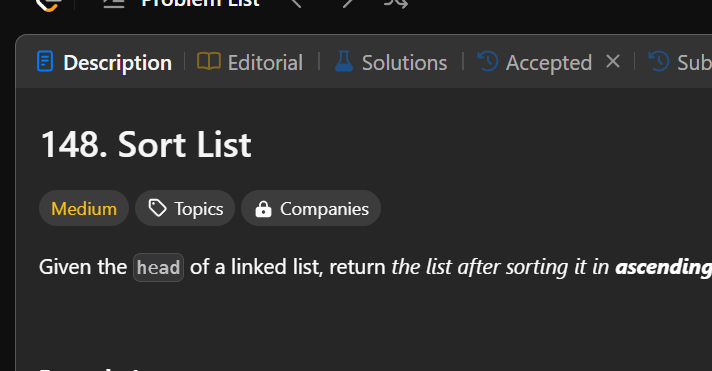 Problem List
Description Editorial Solutions Accepted Sub
148. Sort List
Medium Topics Companies
Given the head of a linked list, return the list after sorting it in ascending